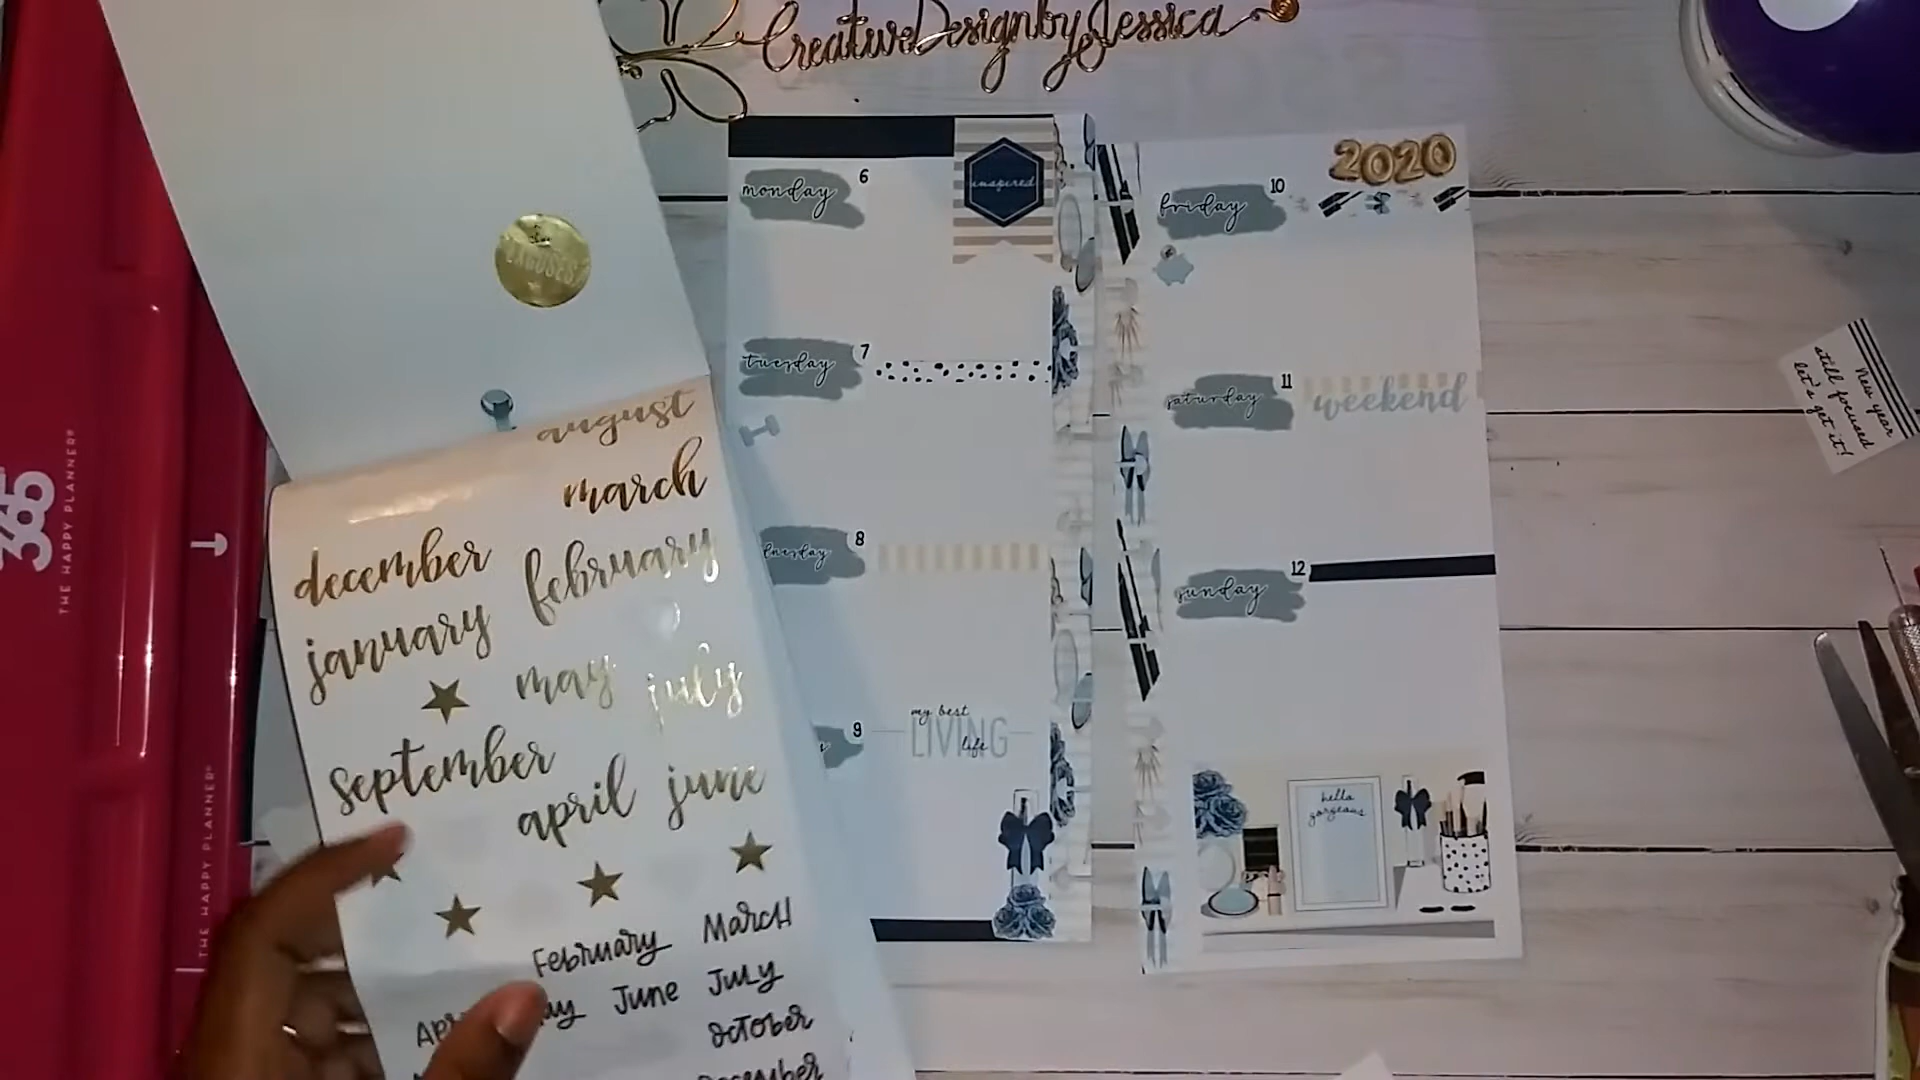 CreativeDesignbyJessica
365
THE HAPPY PLANNER®
THE HAPPY PLANNER®
EXCUSES
august
march
december
february
january
may
july
september
april
june
February
March
June
July
October
December
monday
6
inspired
tuesday
7
8
9
my best
LIVING
life
2020
friday
10
saturday
11
weekend
sunday
12
hello
gorgeous
New year
still focused
let's get it!